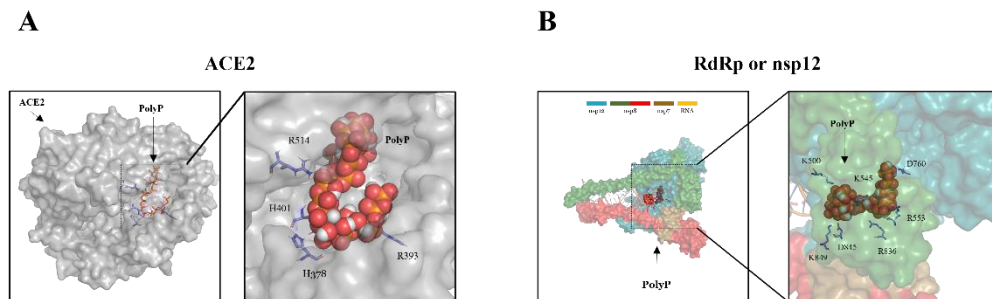 A
ACE2
ACE2
PolyP
R514
PolyP
H401
H378
R393
B
RdRp or nsp12
nsp12 nsp8 nsp7 RNA
PolyP
PolyP
K500
K545
D760
R553
K849
D845
R836